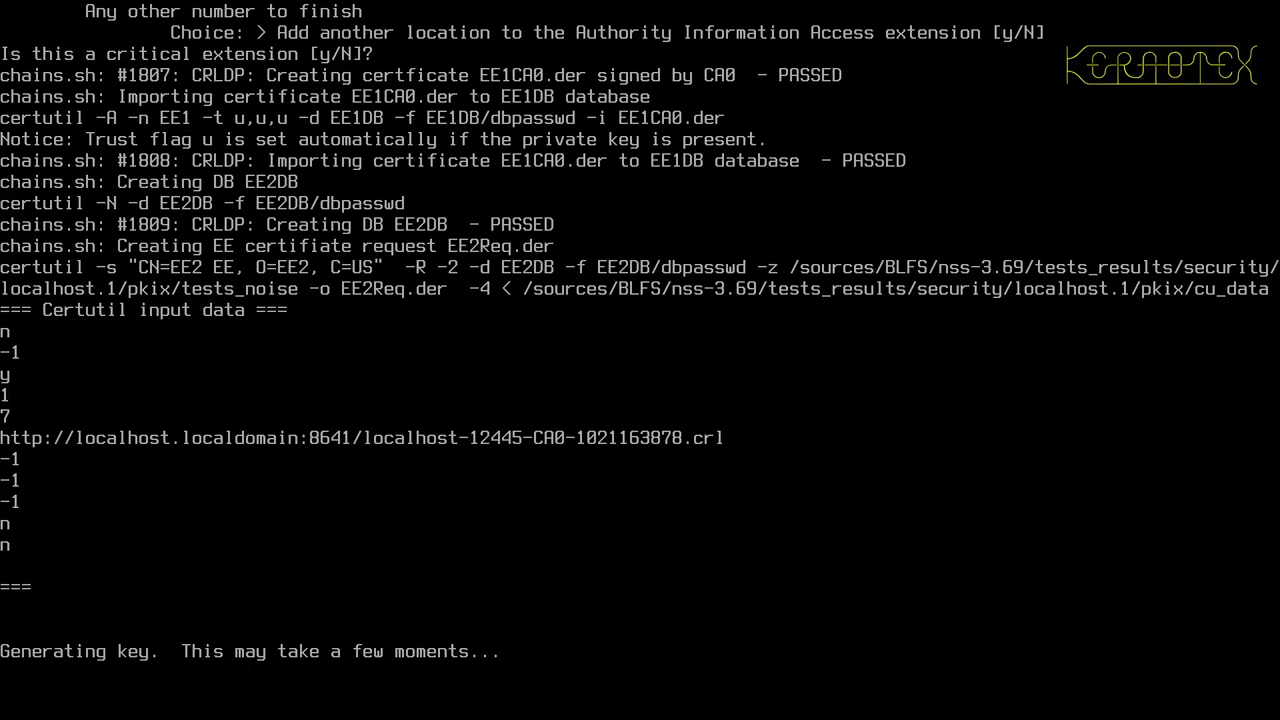 Any other number to finish
Choice: > Add another location to the Authority Information Access extension [y/N]
Is this a critical extension [y/N]?
chains.sh: #1807: CRLDP: Creating certficate EE1CA0.der signed by CA0  - PASSED
chains.sh: Importing certificate EE1CA0.der to EE1DB database
certutil -A -n EE1 -t u,u,u -d EE1DB -f EE1DB/dbpasswd -i EE1CA0.der
Notice: Trust flag u is set automatically if the private key is present.
chains.sh: #1808: CRLDP: Importing certificate EE1CA0.der to EE1DB database  - PASSED
chains.sh: Creating DB EE2DB
certutil -N -d EE2DB -f EE2DB/dbpasswd
chains.sh: #1809: CRLDP: Creating DB EE2DB  - PASSED
chains.sh: Creating EE certifiate request EE2Req.der
certutil -s "CN=EE2 EE, O=EE2, C=US"  -R -2 -d EE2DB -f EE2DB/dbpasswd -z /sources/BLFS/nss-3.69/tests_results/security/
localhost.1/pkix/tests_noise -o EE2Req.der  -4 < /sources/BLFS/nss-3.69/tests_results/security/localhost.1/pkix/cu_data
=== Certutil input data ===
n
-1
y
1
7
http://localhost.localdomain:8641/localhost-12445-CA0-1021163878.crl
-1
-1
-1
n
n
===
Generating key.  This may take a few moments...